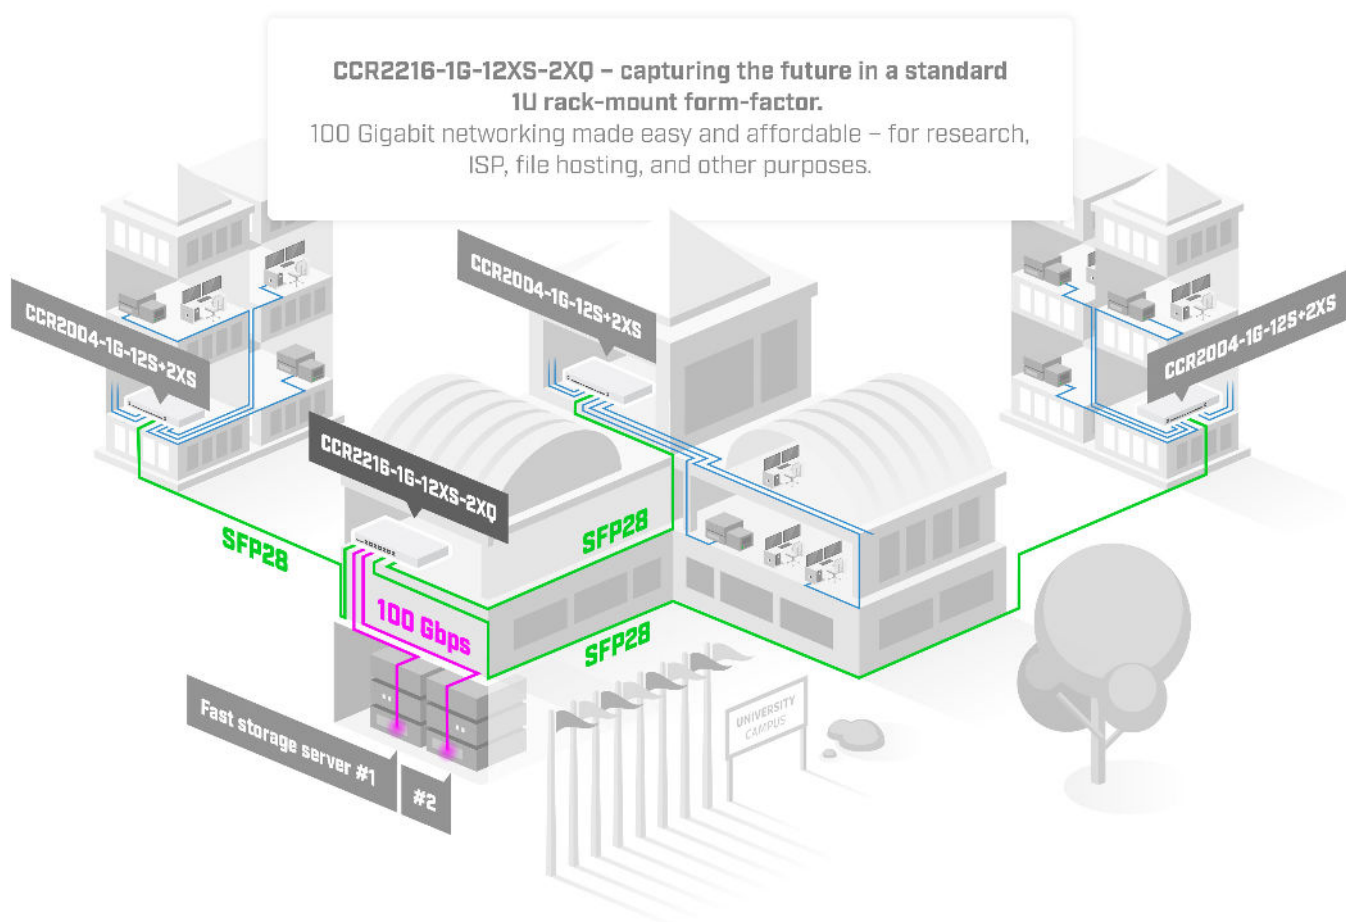 CCR2216-1G-12XS-2XQ – capturing the future in a standard
1U rack-mount form-factor.
100 Gigabit networking made easy and affordable – for research,
ISP, file hosting, and other purposes.
CCR2004-1G-12S+2XS
CCR2004-1G-12S+2XS
CCR2004-1G-12S+2XS
CCR2216-1G-12XS-2XQ
SFP28
SFP28
100 Gbps
SFP28
Fast storage server #1
#2
UNIVERSITY
CAMPUS